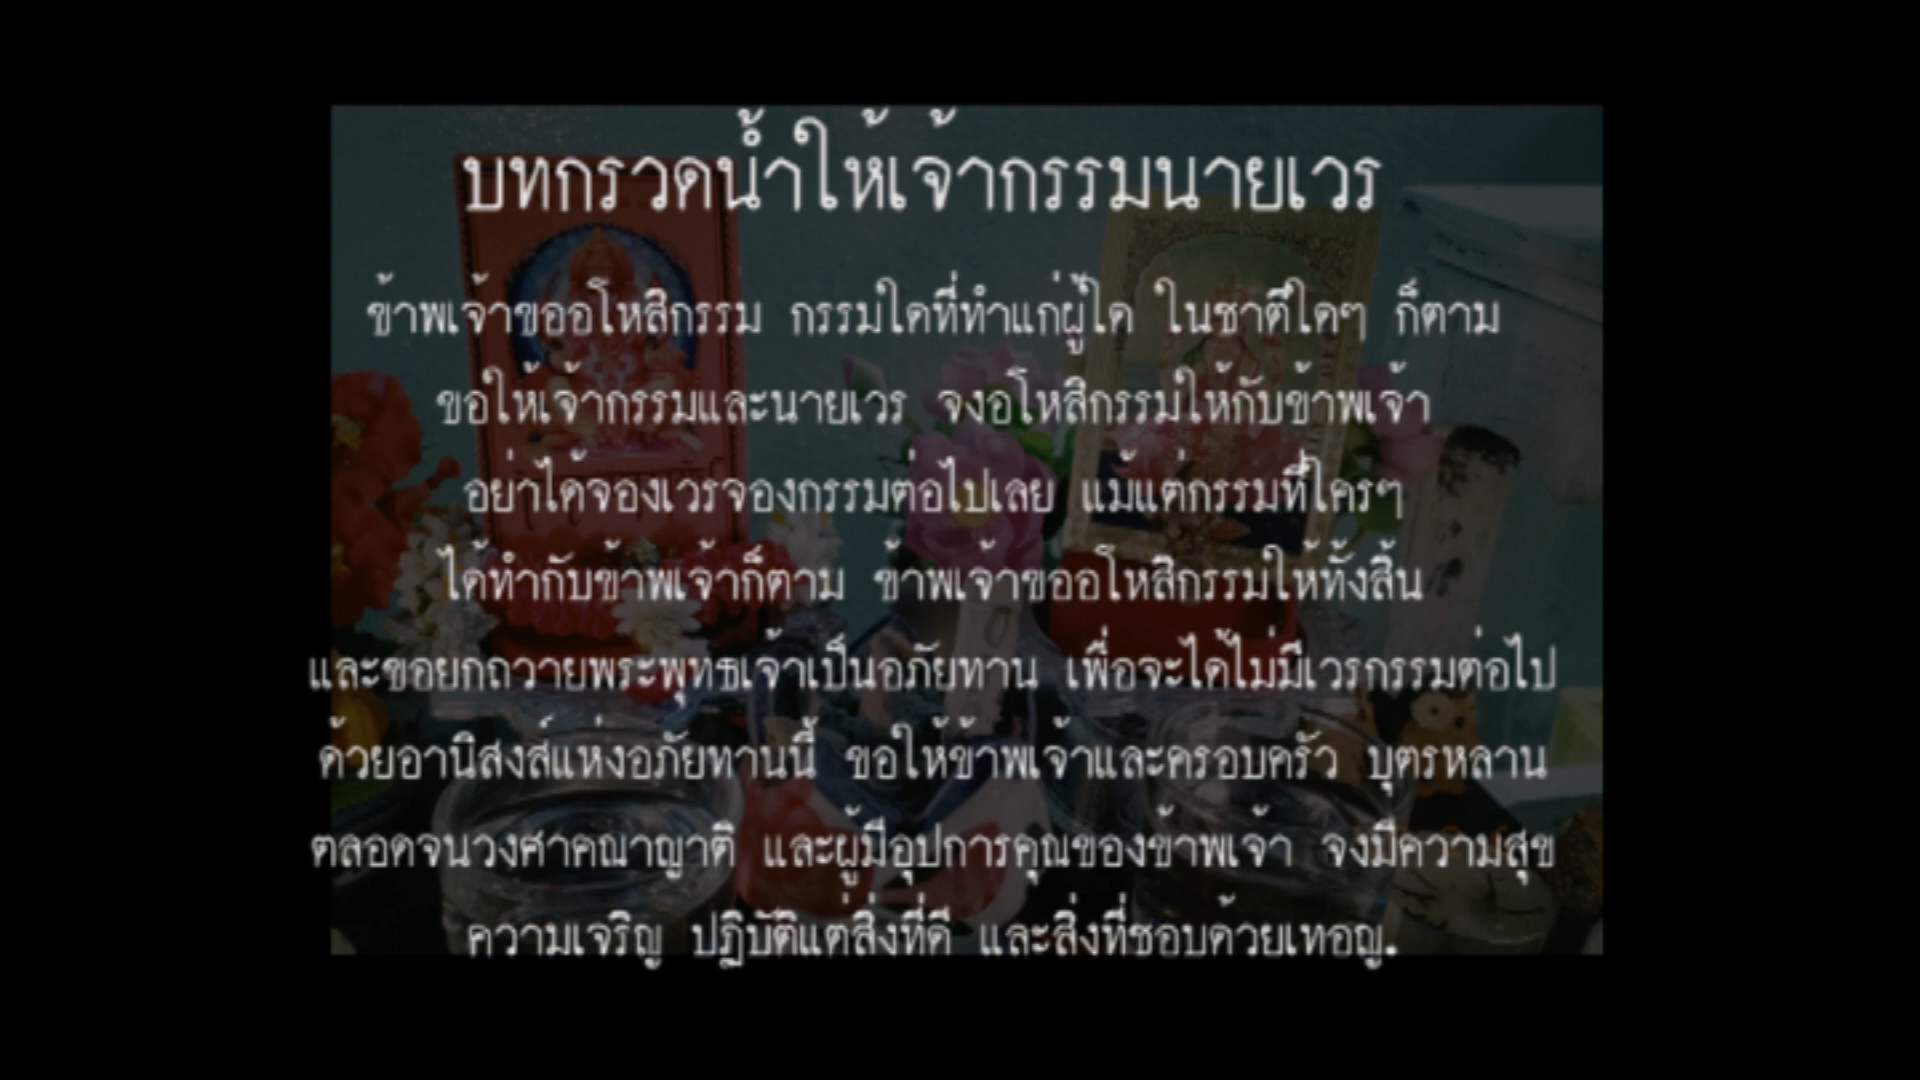 บทกรวดน้ำให้เจ้ากรรมนายเวร
ข้าพเจ้าขออโหสิกรรม กรรมใดที่ทำแก่ผู้ใด ในชาติใดๆ ก็ตาม
ขอให้เจ้ากรรมและนายเวร จงอโหสิกรรมให้กับข้าพเจ้า
อย่าได้จองเวรจองกรรมต่อไปเลย แม้แต่กรรมที่ใครๆ
ได้ทำกับข้าพเจ้าก็ตาม ข้าพเจ้าขออโหสิกรรมให้ทั้งสิ้น
และขอยกถวายพระพุทธเจ้าเป็นอภัยทาน เพื่อจะได้ไม่มีเวรกรรมต่อไป
ด้วยอานิสงส์แห่งอภัยทานนี้ ขอให้ข้าพเจ้าและครอบครัว บุตรหลาน
ตลอดจนวงศาคณาญาติ และผู้มีอุปการคุณของข้าพเจ้า จงมีความสุข
ความเจริญ ปฏิบัติแต่สิ่งที่ดี และสิ่งที่ชอบด้วยเทอญ.